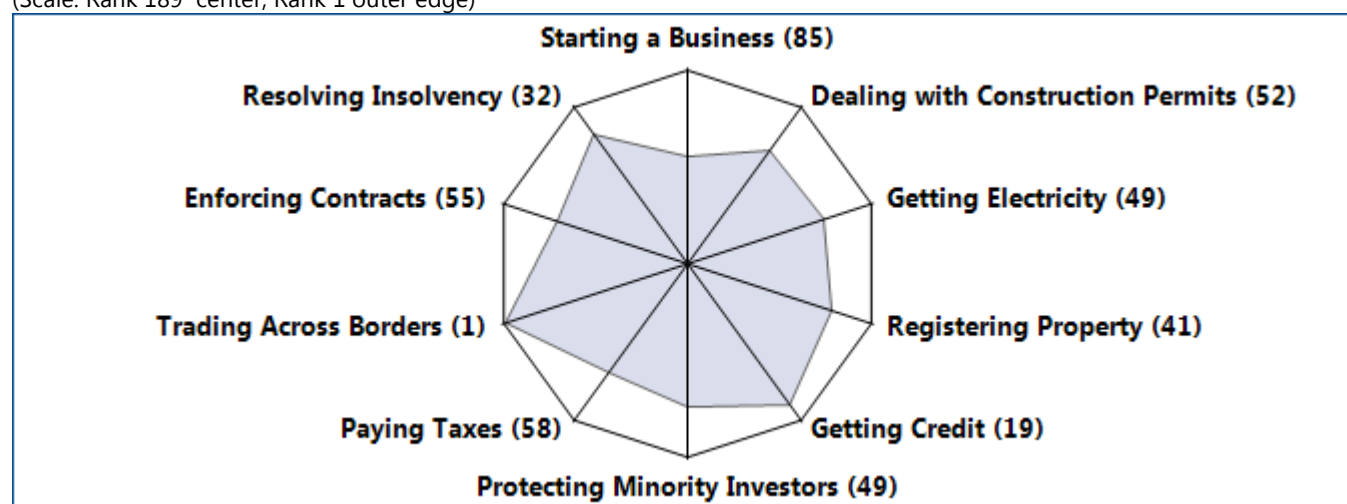 (Scale: Rank 189 center, Rank 1 outer edge)
Starting a Business (85)
Resolving Insolvency (32)
Dealing with Construction Permits (52)
Enforcing Contracts (55)
Getting Electricity (49)
Trading Across Borders (1)
Registering Property (41)
Paying Taxes (58)
Getting Credit (19)
Protecting Minority Investors (49)